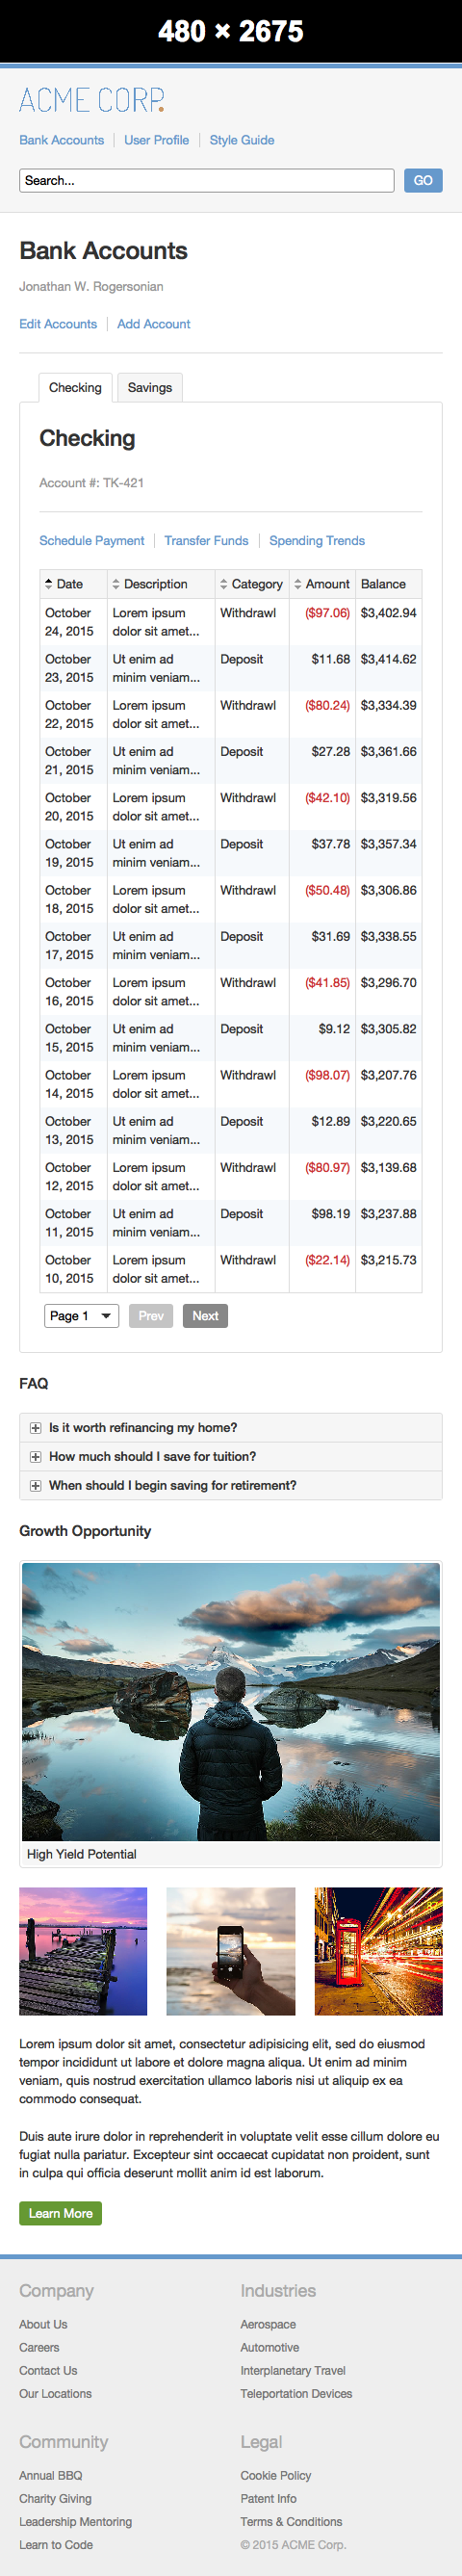 480 × 2675
ACME CORP.
Bank Accounts User Profile Style Guide
Search... GO
Bank Accounts
Jonathan W. Rogersonian
Edit Accounts Add Account
Checking Savings
Checking
Account #: TK-421
Schedule Payment Transfer Funds Spending Trends
Date Description Category Amount Balance
October Lorem ipsum Withdrawl ($97.06) $3,402.94
24, 2015 dolor sit amet...
October Ut enim ad Deposit $11.68 $3,414.62
23, 2015 minim veniam...
October Lorem ipsum Withdrawl ($80.24) $3,334.39
22, 2015 dolor sit amet...
October Ut enim ad Deposit $27.28 $3,361.66
21, 2015 minim veniam...
October Lorem ipsum Withdrawl ($42.10) $3,319.56
20, 2015 dolor sit amet...
October Ut enim ad Deposit $37.78 $3,357.34
19, 2015 minim veniam...
October Lorem ipsum Withdrawl ($50.48) $3,306.86
18, 2015 dolor sit amet...
October Ut enim ad Deposit $31.69 $3,338.55
17, 2015 minim veniam...
October Lorem ipsum Withdrawl ($41.85) $3,296.70
16, 2015 dolor sit amet...
October Ut enim ad Deposit $9.12 $3,305.82
15, 2015 minim veniam...
October Lorem ipsum Withdrawl ($98.07) $3,207.76
14, 2015 dolor sit amet...
October Ut enim ad Deposit $12.89 $3,220.65
13, 2015 minim veniam...
October Lorem ipsum Withdrawl ($80.97) $3,139.68
12, 2015 dolor sit amet...
October Ut enim ad Deposit $98.19 $3,237.88
11, 2015 minim veniam...
October Lorem ipsum Withdrawl ($22.14) $3,215.73
10, 2015 dolor sit amet...
Page 1 Prev Next
FAQ
Is it worth refinancing my home?
How much should I save for tuition?
When should I begin saving for retirement?
Growth Opportunity
High Yield Potential
Lorem ipsum dolor sit amet, consectetur adipisicing elit, sed do eiusmod
tempor incididunt ut labore et dolore magna aliqua. Ut enim ad minim
veniam, quis nostrud exercitation ullamco laboris nisi ut aliquip ex ea
commodo consequat.
Duis aute irure dolor in reprehenderit in voluptate velit esse cillum dolore eu
fugiat nulla pariatur. Excepteur sint occaecat cupidatat non proident, sunt
in culpa qui officia deserunt mollit anim id est laborum.
Learn More
Company Industries
About Us Aerospace
Careers Automotive
Contact Us Interplanetary Travel
Our Locations Teleportation Devices
Community Legal
Annual BBQ Cookie Policy
Charity Giving Patent Info
Leadership Mentoring Terms & Conditions
Learn to Code © 2015 ACME Corp.